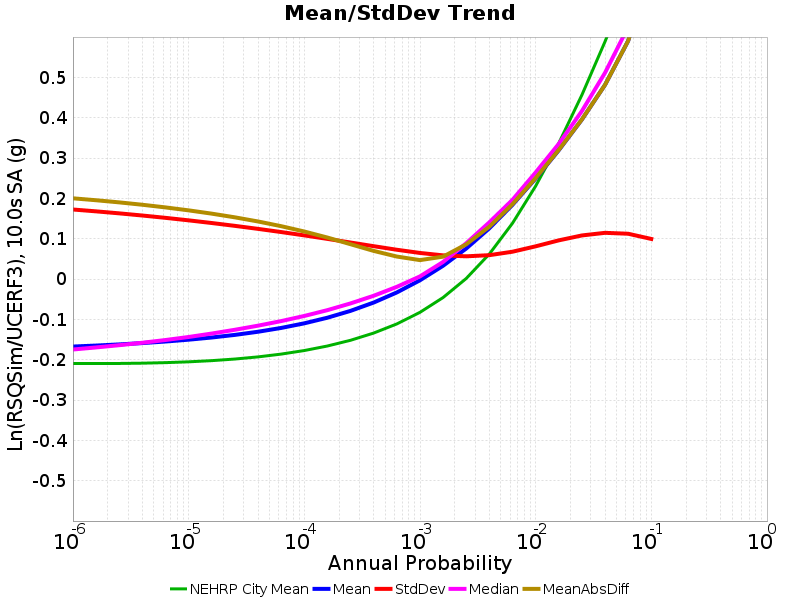 Mean/StdDev Trend
Ln(RSQSim/UCERF3), 10.0s SA (g)
0.5
0.4
0.3
0.2
0.1
0
-0.1
-0.2
-0.3
-0.4
-0.5
10^-6 10^-5 10^-4 10^-3 10^-2 10^-1 10^0
Annual Probability
NEHRP City Mean Mean StdDev Median MeanAbsDiff